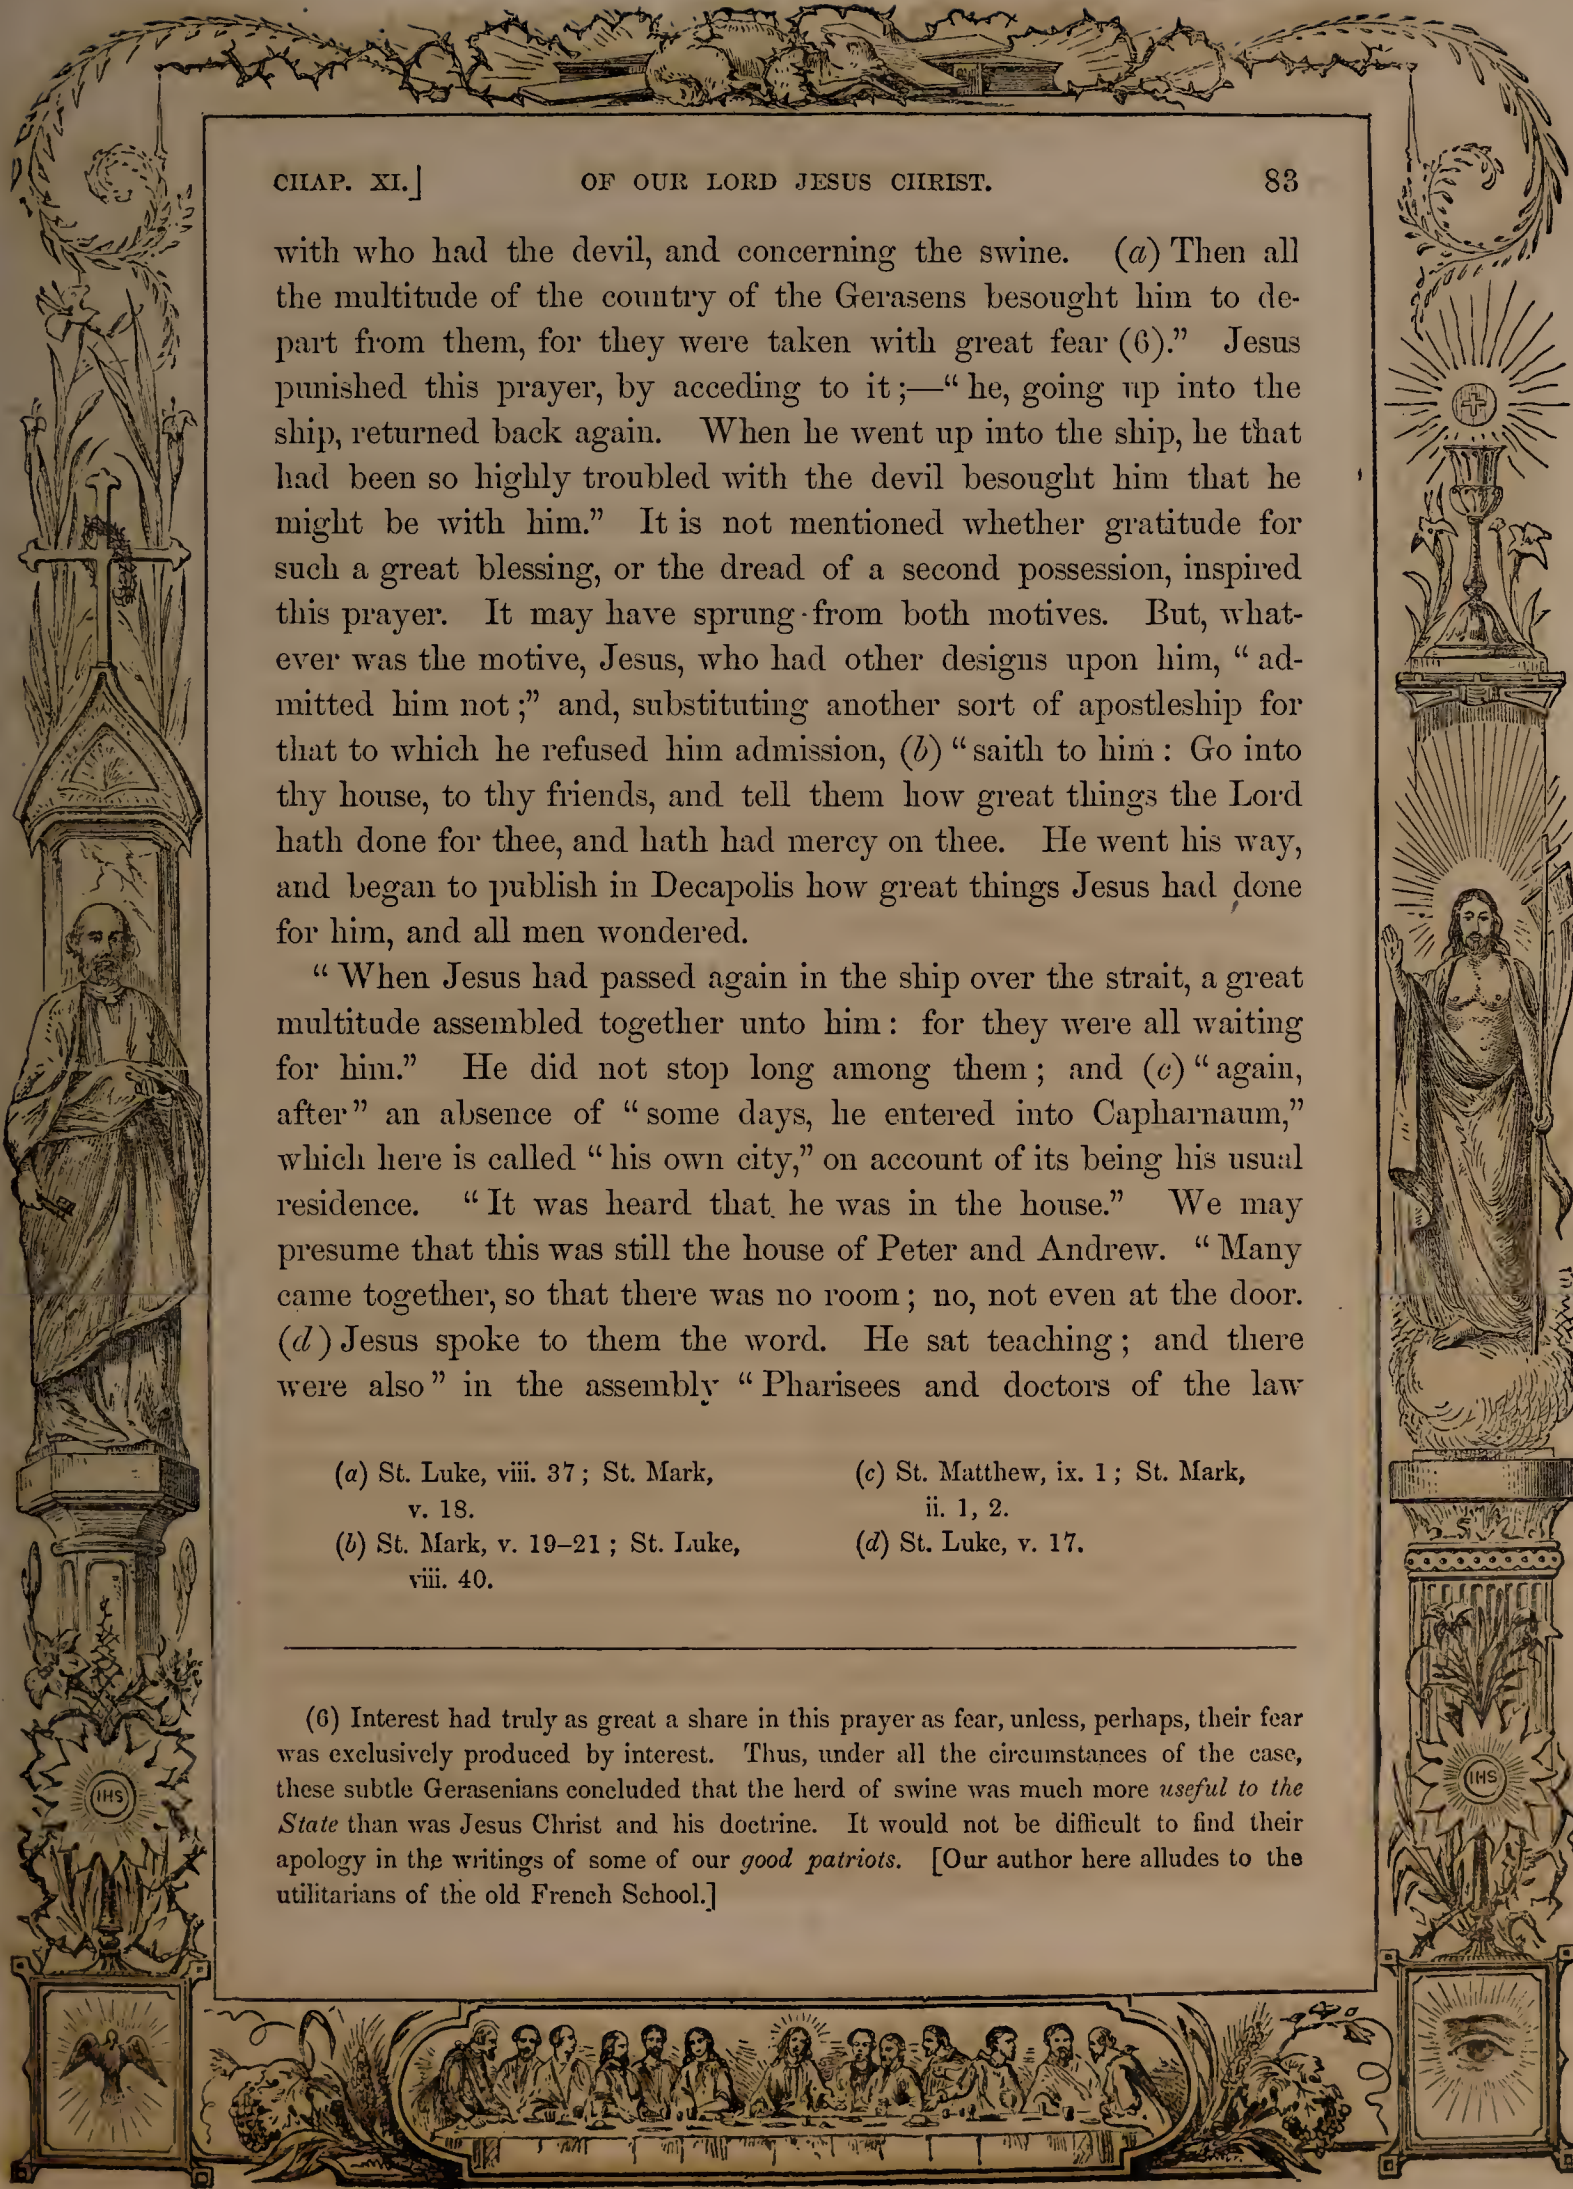 CHAP. XI.] OF OUR LORD JESUS CHRIST. 83
with who had the devil, and concerning the swine. (a) Then all
the multitude of the country of the Gerasens besought him to de-
part from them, for they were taken with great fear (6).” Jesus
punished this prayer, by acceding to it;—“ he, going up into the
ship, returned back again. When he went up into the ship, he that
had been so highly troubled with the devil besought him that he
might be with him.” It is not mentioned whether gratitude for
such a great blessing, or the dread of a second possession, inspired
this prayer. It may have sprung from both motives. But, what-
ever was the motive, Jesus, who had other designs upon him, “ ad-
mitted him not;” and, substituting another sort of apostleship for
that to which he refused him admission, (b) “ saith to him : Go into
thy house, to thy friends, and tell them how great things the Lord
hath done for thee, and hath had mercy on thee. He went his way,
and began to publish in Decapolis how great things Jesus had done
for him, and all men wondered.
“ When Jesus had passed again in the ship over the strait, a great
multitude assembled together unto him : for they were all waiting
for him.” He did not stop long among them ; and (c) “ again,
after” an absence of “ some days, he entered into Capharnaum,”
which here is called “ his own city,” on account of its being his usual
residence. “ It was heard that he was in the house.” We may
presume that this was still the house of Peter and Andrew. “ Many
came together, so that there was no room ; no, not even at the door.
(d) Jesus spoke to them the word. He sat teaching ; and there
were also” in the assembly “ Pharisees and doctors of the law
(a) St. Luke, viii. 37 ; St. Mark,
v. 18.
(b) St. Mark, v. 19–21 ; St. Luke,
viii. 40.
(c) St. Matthew, ix. 1 ; St. Mark,
ii. 1, 2.
(d) St. Luke, v. 17.
(6) Interest had truly as great a share in this prayer as fear, unless, perhaps, their fear
was exclusively produced by interest. Thus, under all the circumstances of the case,
these subtle Gerasenians concluded that the herd of swine was much more useful to the
State than was Jesus Christ and his doctrine. It would not be difficult to find their
apology in the writings of some of our good patriots. [Our author here alludes to the
utilitarians of the old French School.]
IHS
IHS